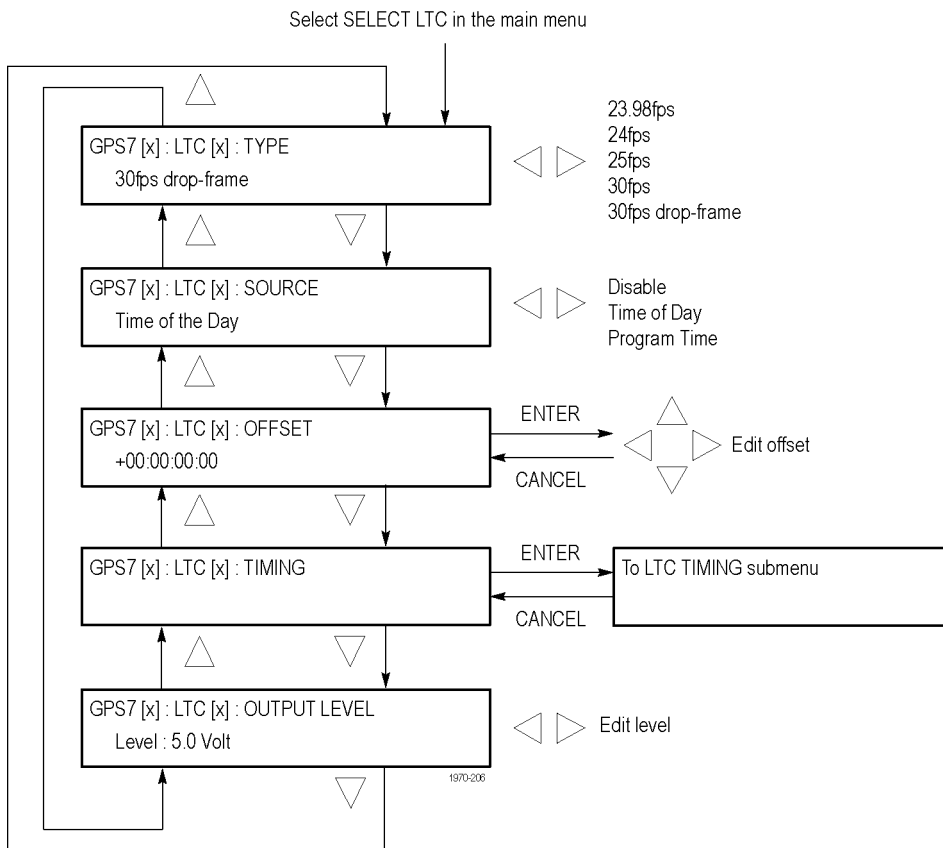 Select SELECT LTC in the main menu
GPS7 [x] : LTC [x] : TYPE
30fps drop-frame
23.98fps
24fps
25fps
30fps
30fps drop-frame
GPS7 [x] : LTC [x] : SOURCE
Time of the Day
Disable
Time of Day
Program Time
GPS7 [x] : LTC [x] : OFFSET
+00:00:00:00
ENTER
CANCEL
Edit offset
GPS7 [x] : LTC [x] : TIMING
ENTER
CANCEL
To LTC TIMING submenu
GPS7 [x] : LTC [x] : OUTPUT LEVEL
Level : 5.0 Volt
Edit level
1970-206